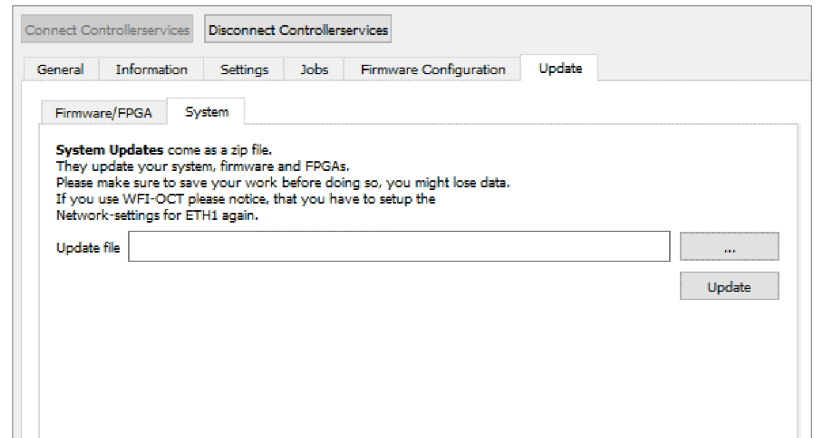 Connect Controllerservices Disconnect Controllerservices
General Information Settings Jobs Firmware Configuration Update
Firmware/FPGA System
System Updates come as a zip file.
They update your system, firmware and FPGAs.
Please make sure to save your work before doing so, you might lose data.
If you use WFI-OCT please notice, that you have to setup the
Network-settings for ETH1 again.
Update file ...
Update